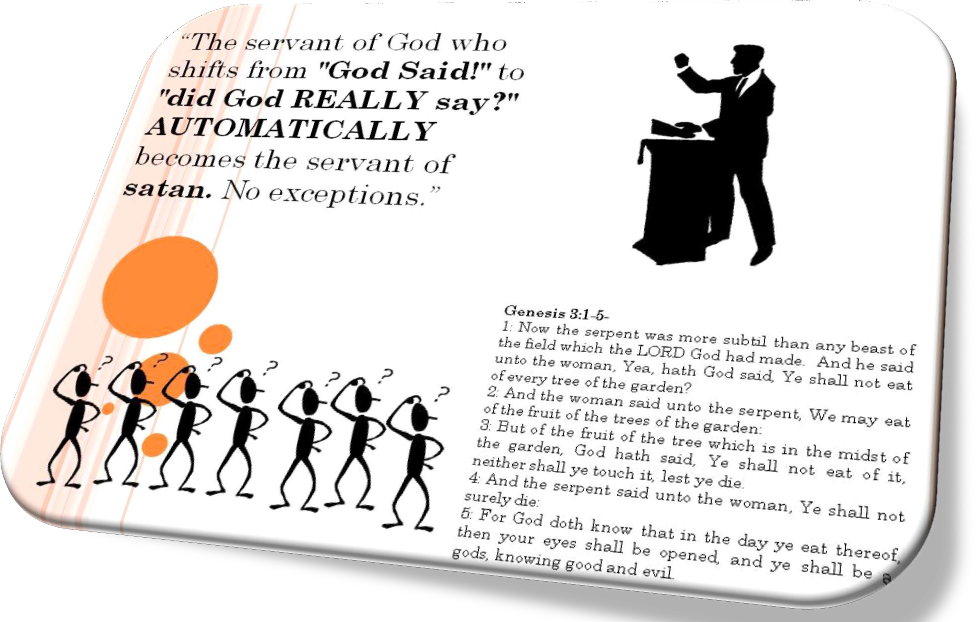 “The servant of God who
shifts from "God Said!" to
"did God REALLY say?"
AUTOMATICALLY
becomes the servant of
satan. No exceptions.”
? ? ? ? ? ? ?
Genesis 3:1-5-
1: Now the serpent was more subtil than any beast of
the field which the LORD God had made. And he said
unto the woman, Yea, hath God said, Ye shall not eat
of every tree of the garden?
2: And the woman said unto the serpent, We may eat
of the fruit of the trees of the garden:
3: But of the fruit of the tree which is in the midst of
the garden, God hath said, Ye shall not eat of it,
neither shall ye touch it, lest ye die.
4: And the serpent said unto the woman, Ye shall not
surely die:
5: For God doth know that in the day ye eat thereof,
then your eyes shall be opened, and ye shall be
gods, knowing good and evil.